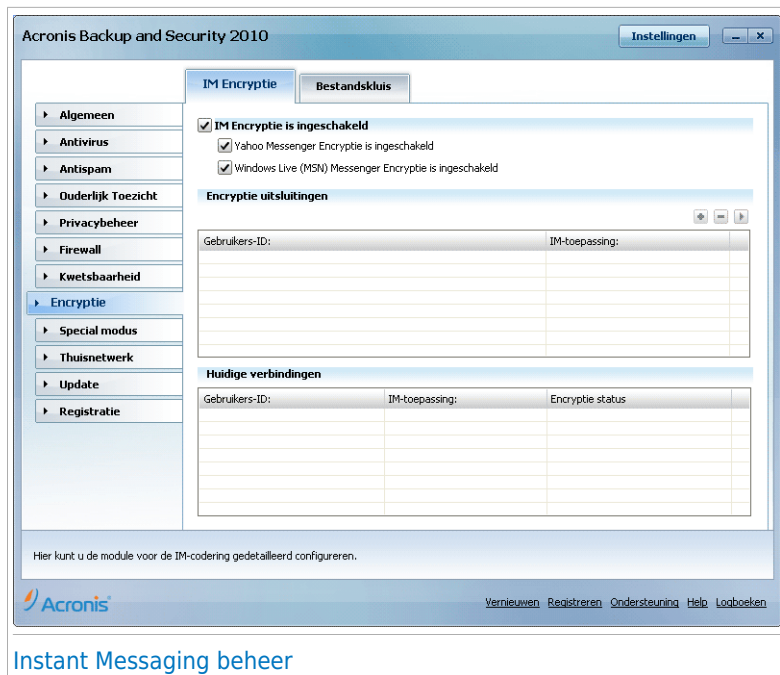 Acronis Backup and Security 2010
Instellingen
IM Encryptie
Bestandskluis
Algemeen
Antivirus
Antispam
Ouderlijk Toezicht
Privacybeheer
Firewall
Kwetsbaarheid
Encryptie
Special modus
Thuisnetwerk
Update
Registratie
IM Encryptie is ingeschakeld
Yahoo Messenger Encryptie is ingeschakeld
Windows Live (MSN) Messenger Encryptie is ingeschakeld
Encryptie uitsluitingen
Gebruikers-ID: IM-toepassing:
Huidige verbindingen
Gebruikers-ID: IM-toepassing: Encryptie status
Hier kunt u de module voor de IM-codering gedetailleerd configureren.
Acronis
Vernieuwen Registreren Ondersteuning Help Logboeken
Instant Messaging beheer